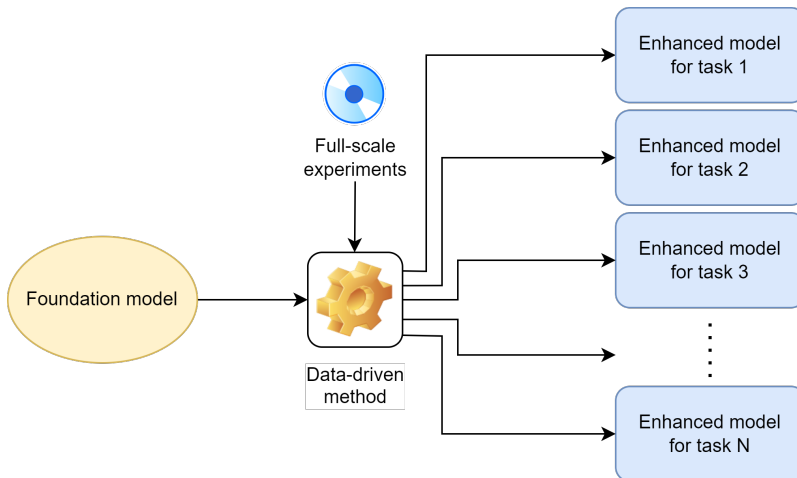 Enhanced model
for task 1
Full-scale
experiments
Enhanced model
for task 2
Enhanced model
for task 3
Foundation model
Data-driven
method
Enhanced model
for task N